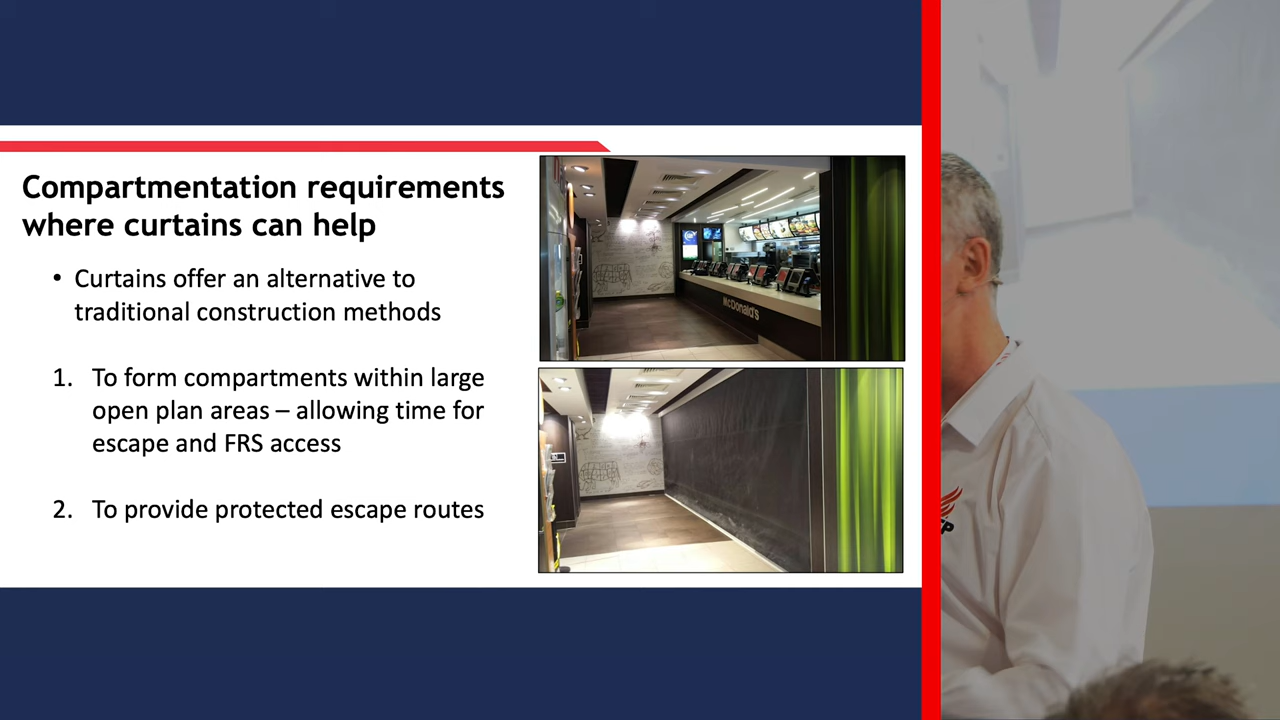 Compartmentation requirements
where curtains can help
• Curtains offer an alternative to
traditional construction methods
1. To form compartments within large
open plan areas – allowing time for
escape and FRS access
2. To provide protected escape routes
McDonald's